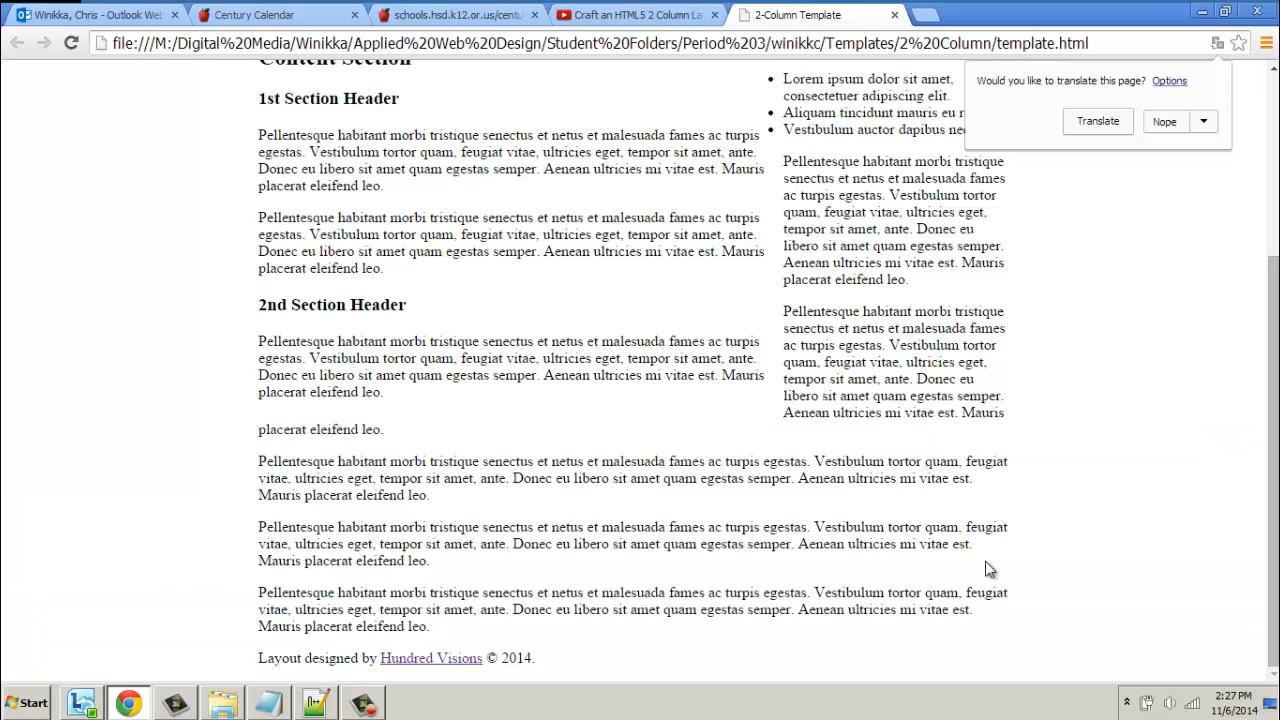 Winikka, Chris - Outlook Web
Century Calendar
schools.hsd.k12.or.us/centu
Craft an HTML5 2 Column La
2-Column Template
file:///M:/Digital%20Media/Winikka/Applied%20Web%20Design/Student%20Folders/Period%203/winikkc/Templates/2%20Column/template.html
Would you like to translate this page? Options
Translate
Nope
Content Section
1st Section Header
Pellentesque habitant morbi tristique senectus et netus et malesuada fames ac turpis
egestas. Vestibulum tortor quam, feugiat vitae, ultricies eget, tempor sit amet, ante.
Donec eu libero sit amet quam egestas semper. Aenean ultricies mi vitae est. Mauris
placerat eleifend leo.
Pellentesque habitant morbi tristique senectus et netus et malesuada fames ac turpis
egestas. Vestibulum tortor quam, feugiat vitae, ultricies eget, tempor sit amet, ante.
Donec eu libero sit amet quam egestas semper. Aenean ultricies mi vitae est. Mauris
placerat eleifend leo.
2nd Section Header
Pellentesque habitant morbi tristique senectus et netus et malesuada fames ac turpis
egestas. Vestibulum tortor quam, feugiat vitae, ultricies eget, tempor sit amet, ante.
Donec eu libero sit amet quam egestas semper. Aenean ultricies mi vitae est. Mauris
placerat eleifend leo.
Lorem ipsum dolor sit amet,
consectetuer adipiscing elit.
Aliquam tincidunt mauris eu r
Vestibulum auctor dapibus neq
Pellentesque habitant morbi tristique
senectus et netus et malesuada fames
ac turpis egestas. Vestibulum tortor
quam, feugiat vitae, ultricies eget,
tempor sit amet, ante. Donec eu
libero sit amet quam egestas semper.
Aenean ultricies mi vitae est. Mauris
placerat eleifend leo.
Pellentesque habitant morbi tristique
senectus et netus et malesuada fames
ac turpis egestas. Vestibulum tortor
quam, feugiat vitae, ultricies eget,
tempor sit amet, ante. Donec eu
libero sit amet quam egestas semper.
Aenean ultricies mi vitae est. Mauris
placerat eleifend leo.
Pellentesque habitant morbi tristique senectus et netus et malesuada fames ac turpis egestas. Vestibulum tortor quam, feugiat
vitae, ultricies eget, tempor sit amet, ante. Donec eu libero sit amet quam egestas semper. Aenean ultricies mi vitae est.
Mauris placerat eleifend leo.
Pellentesque habitant morbi tristique senectus et netus et malesuada fames ac turpis egestas. Vestibulum tortor quam, feugiat
vitae, ultricies eget, tempor sit amet, ante. Donec eu libero sit amet quam egestas semper. Aenean ultricies mi vitae est.
Mauris placerat eleifend leo.
Pellentesque habitant morbi tristique senectus et netus et malesuada fames ac turpis egestas. Vestibulum tortor quam, feugiat
vitae, ultricies eget, tempor sit amet, ante. Donec eu libero sit amet quam egestas semper. Aenean ultricies mi vitae est.
Mauris placerat eleifend leo.
Layout designed by Hundred Visions © 2014.
Start
2:27 PM
11/6/2014